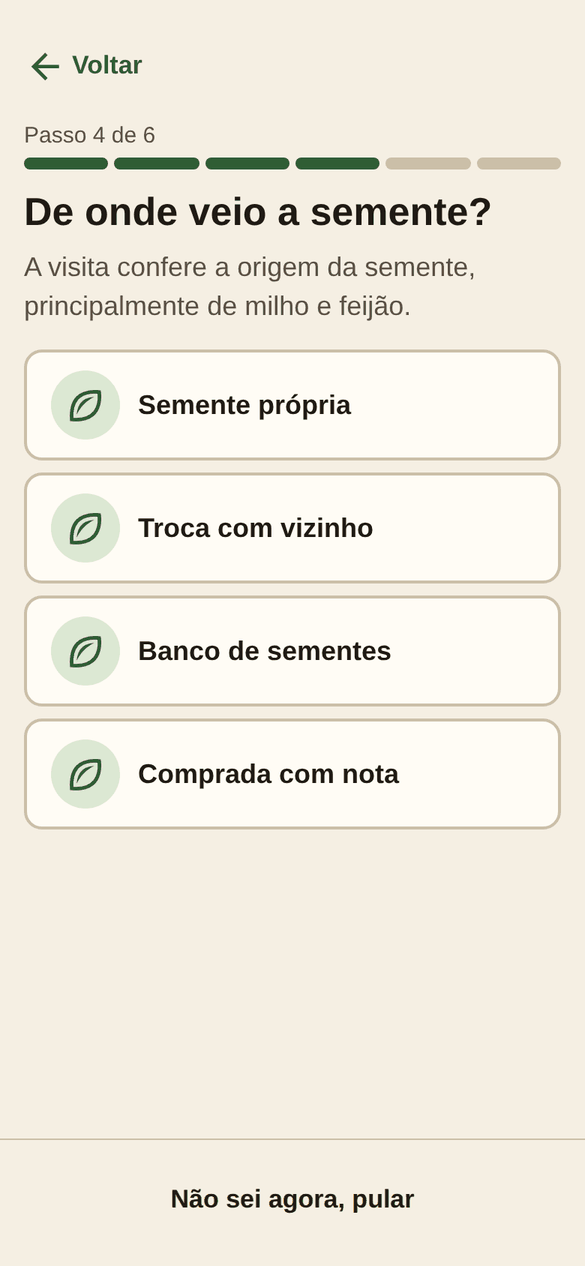 Voltar
Passo 4 de 6
De onde veio a semente?
A visita confere a origem da semente,
principalmente de milho e feijão.
Semente própria
Troca com vizinho
Banco de sementes
Comprada com nota
Não sei agora, pular